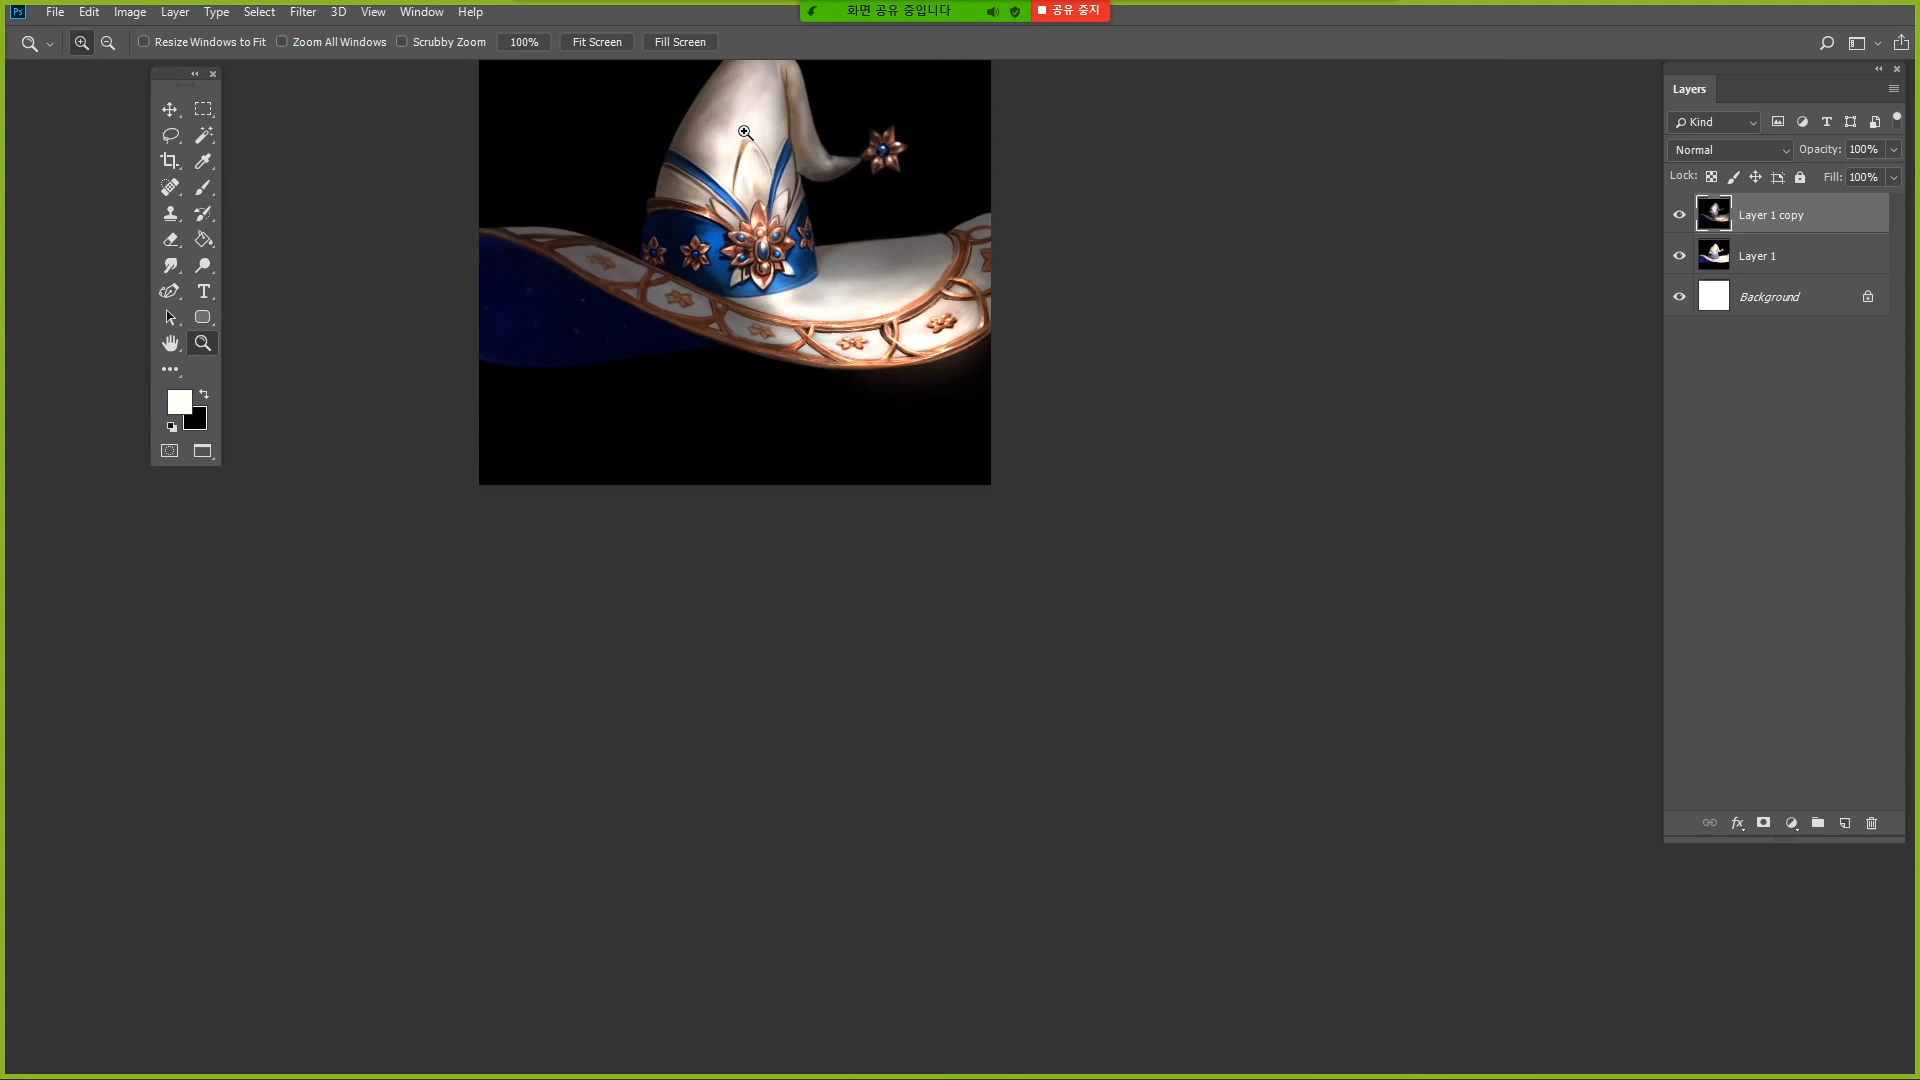 Ps File Edit Image Layer Type Select Filter 3D View Window Help
화면 공유 중입니다 공유 중지
Resize Windows to Fit Zoom All Windows Scrubby Zoom 100% Fit Screen Fill Screen
Layers
Kind
Normal Opacity: 100%
Lock: Fill: 100%
Layer 1 copy
Layer 1
Background